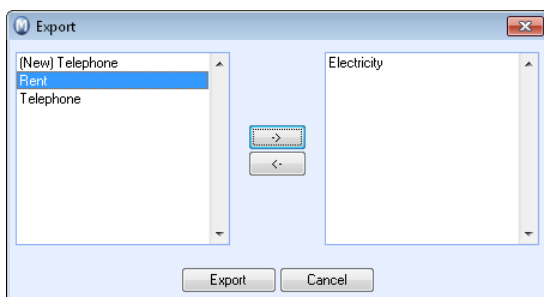 Export
(New) Telephone
Rent
Telephone
Electricity
->
<-
Export
Cancel